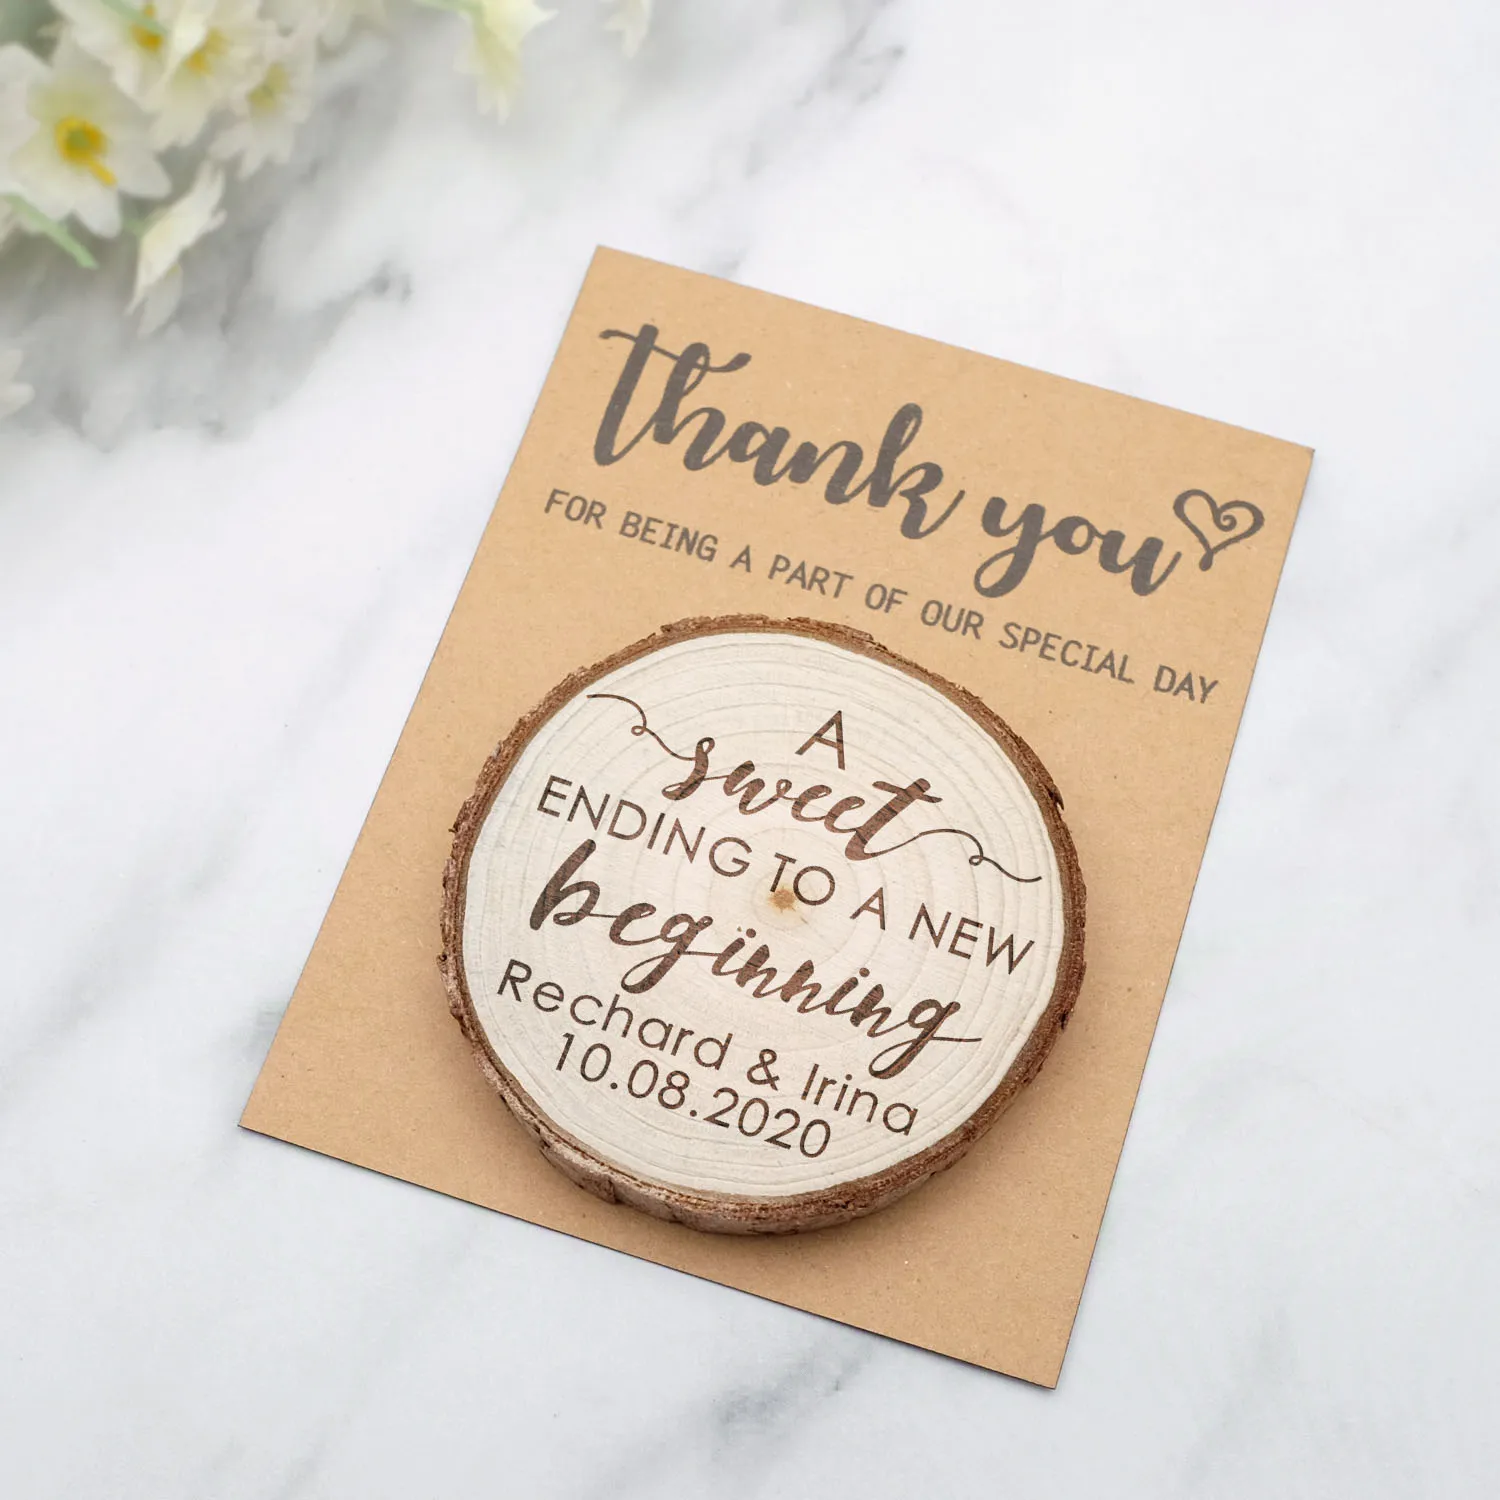 thank you
FOR BEING A PART OF OUR SPECIAL DAY
A
sweet
ENDING TO A NEW
beginning
Rechard & Irina
10.08.2020